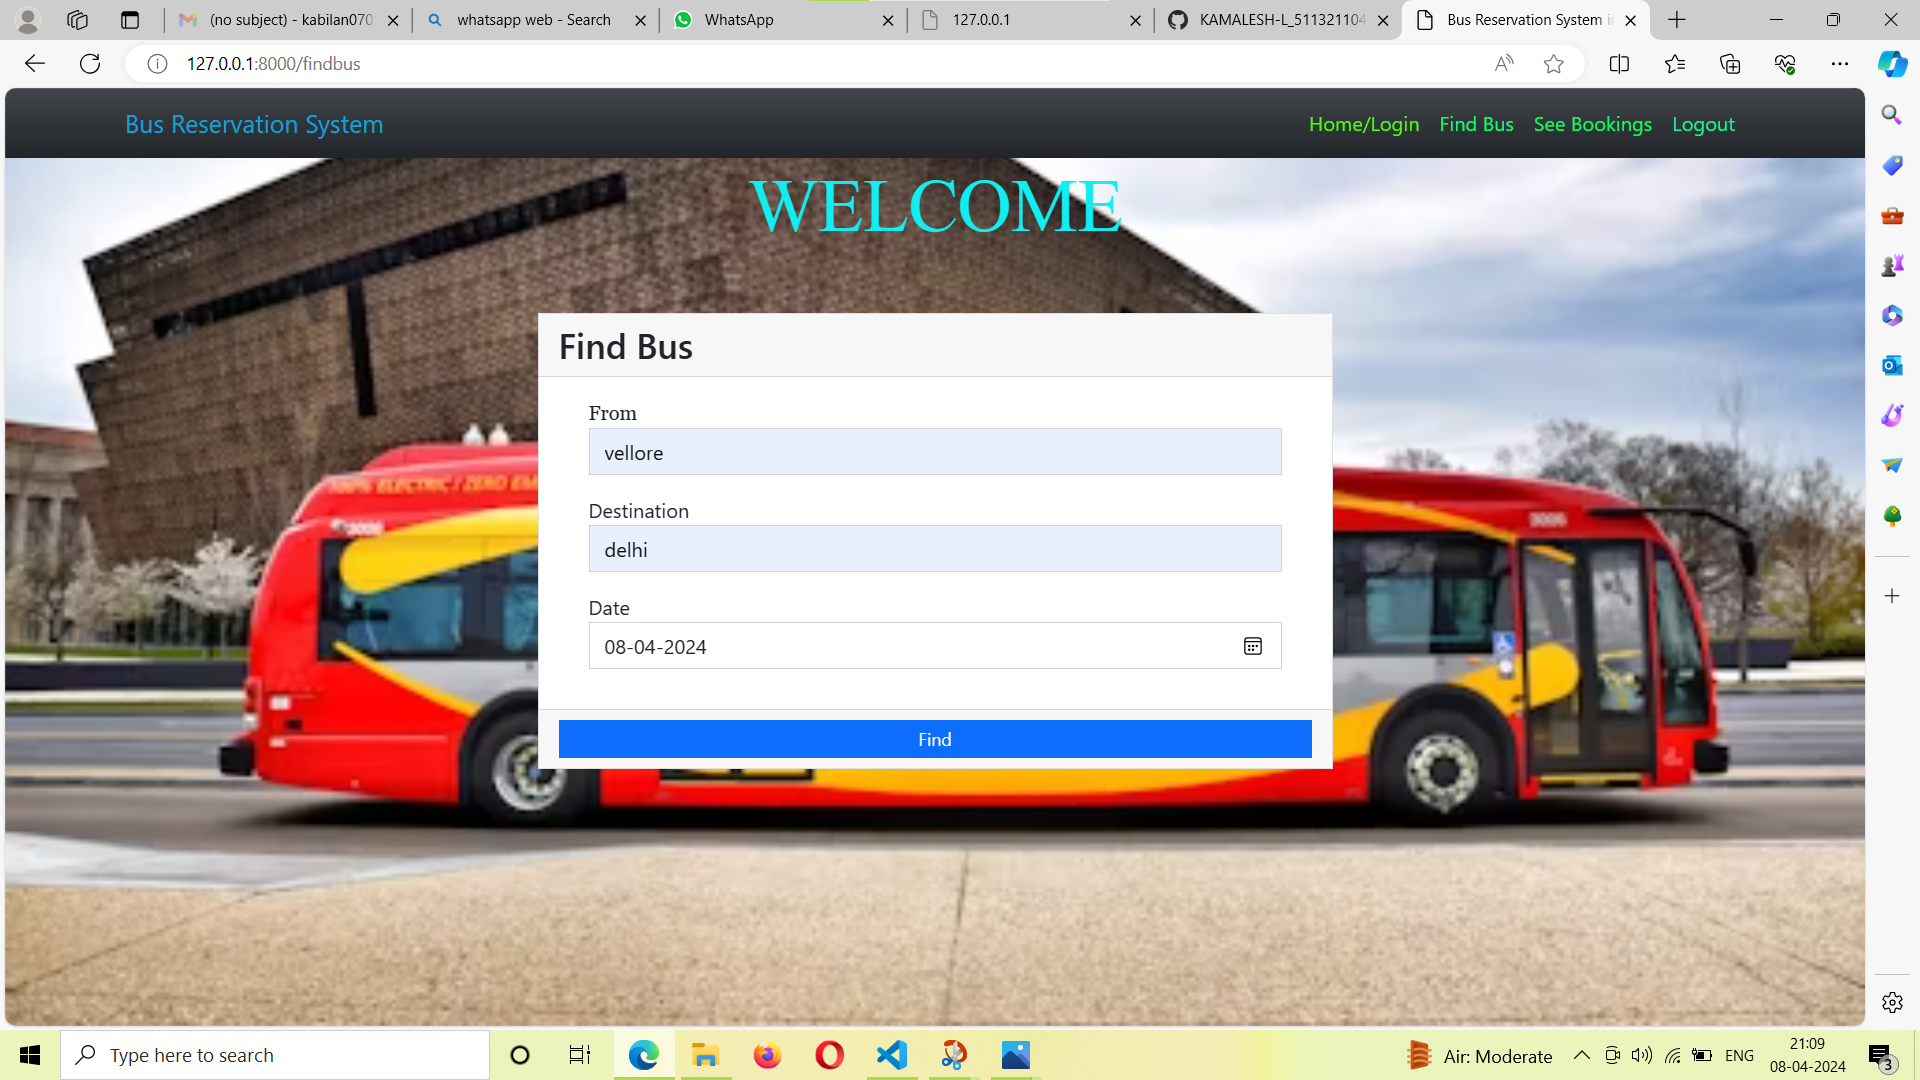 (no subject) - kabilan070
whatsapp web - Search
WhatsApp
127.0.0.1
KAMALESH-L_511321104
Bus Reservation System i
127.0.0.1:8000/findbus
Bus Reservation System
Home/Login
Find Bus
See Bookings
Logout
WELCOME
Find Bus
From
vellore
Destination
delhi
Date
08-04-2024
Find
100% ELECTRIC / ZERO EM
Type here to search
Air: Moderate
ENG
21:09
08-04-2024
3